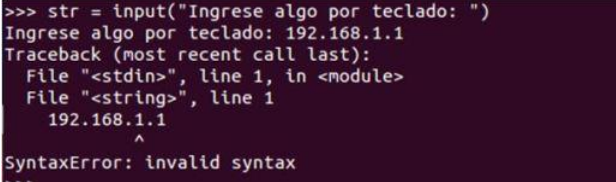 >>> str = input("Ingrese algo por teclado: ")
Ingrese algo por teclado: 192.168.1.1
Traceback (most recent call last):
  File "<stdin>", line 1, in <module>
  File "<string>", line 1
    192.168.1.1
            ^
SyntaxError: invalid syntax